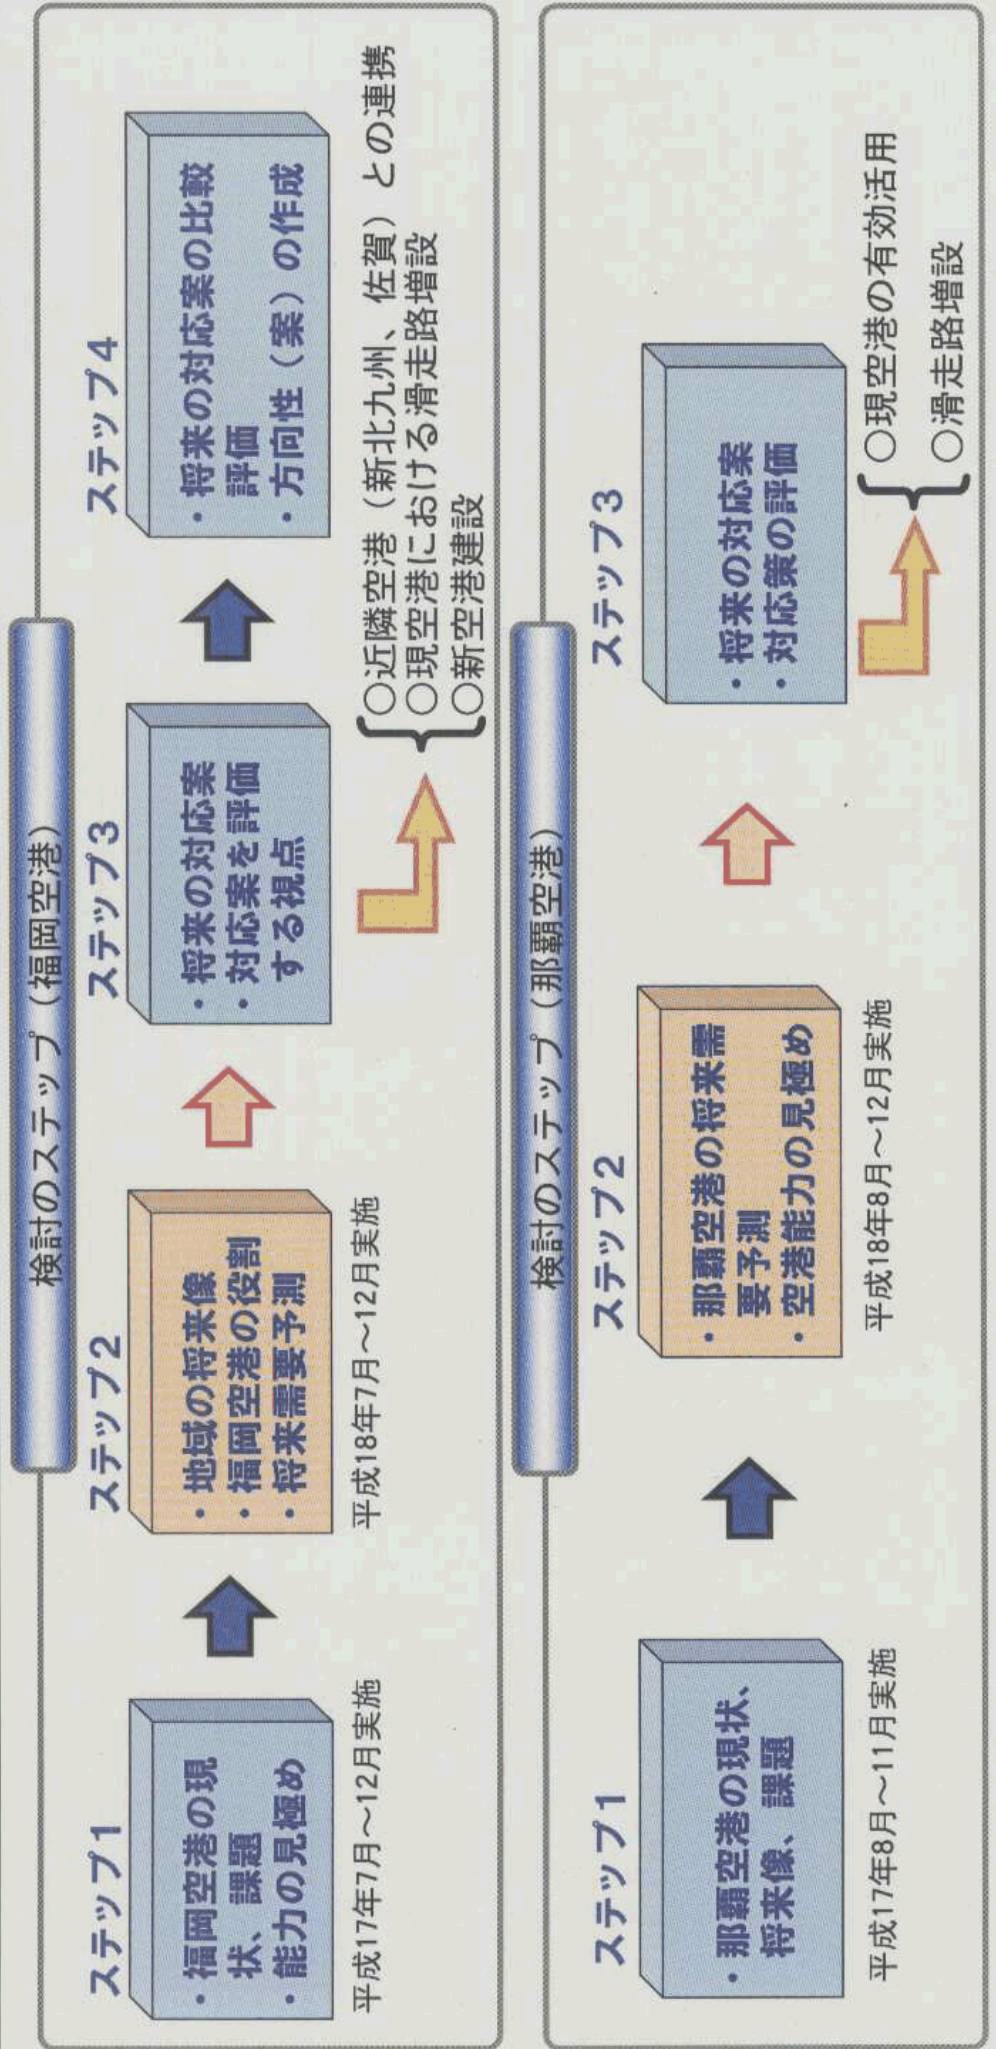 検討のステップ（福岡空港）
ステップ1
・福岡空港の現
状、課題
・能力の見極め
平成17年7月～12月実施
ステップ2
・地域の将来像
・福岡空港の役割
・将来需要予測
平成18年7月～12月実施
ステップ3
・将来の対応案
・対応案を評価
する視点
○近隣空港（新北九州、佐賀）との連携
○現空港における滑走路増設
○新空港建設
ステップ4
・将来の対応案の比較
評価
・方向性（案）の作成
検討のステップ（那覇空港）
ステップ1
・那覇空港の現状、
将来像、課題
平成17年8月～11月実施
ステップ2
・那覇空港の将来需
要予測
・空港能力の見極め
平成18年8月～12月実施
ステップ3
・将来の対応案
・対応策の評価
○現空港の有効活用
○滑走路増設